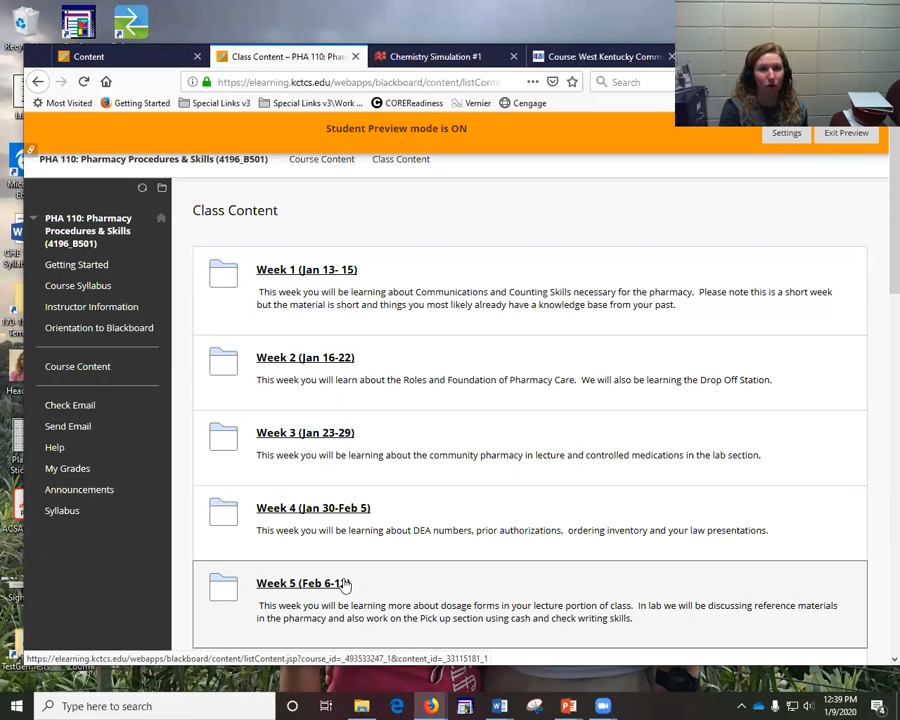 Recy
Content
Class Content – PHA 110: Pharm
Chemistry Simulation #1
Course: West Kentucky Comm
https://elearning.kctcs.edu/webapps/blackboard/content/listConte
Search
Most Visited
Getting Started
Special Links v3
Special Links v3\Work ...
COREReadiness
Vernier
Cengage
Student Preview mode is ON
Settings
Exit Preview
PHA 110: Pharmacy Procedures & Skills (4196_B501)
Course Content
Class Content
PHA 110: Pharmacy
Procedures & Skills
(4196_B501)
Getting Started
Course Syllabus
Instructor Information
Orientation to Blackboard
Course Content
Check Email
Send Email
Help
My Grades
Announcements
Syllabus
Class Content
Week 1 (Jan 13- 15)
This week you will be learning about Communications and Counting Skills necessary for the pharmacy. Please note this is a short week
but the material is short and things you most likely already have a knowledge base from your past.
Week 2 (Jan 16-22)
This week you will learn about the Roles and Foundation of Pharmacy Care. We will also be learning the Drop Off Station.
Week 3 (Jan 23-29)
This week you will be learning about the community pharmacy in lecture and controlled medications in the lab section.
Week 4 (Jan 30-Feb 5)
This week you will be learning about DEA numbers, prior authorizations, ordering inventory and your law presentations.
Week 5 (Feb 6-1
This week you will be learning more about dosage forms in your lecture portion of class. In lab we will be discussing reference materials
in the pharmacy and also work on the Pick up section using cash and check writing skills.
https://elearning.kctcs.edu/webapps/blackboard/content/listContent.jsp?course_id=_493533247_1&content_id=_33115181_1
Type here to search
12:39 PM
1/9/2020
4